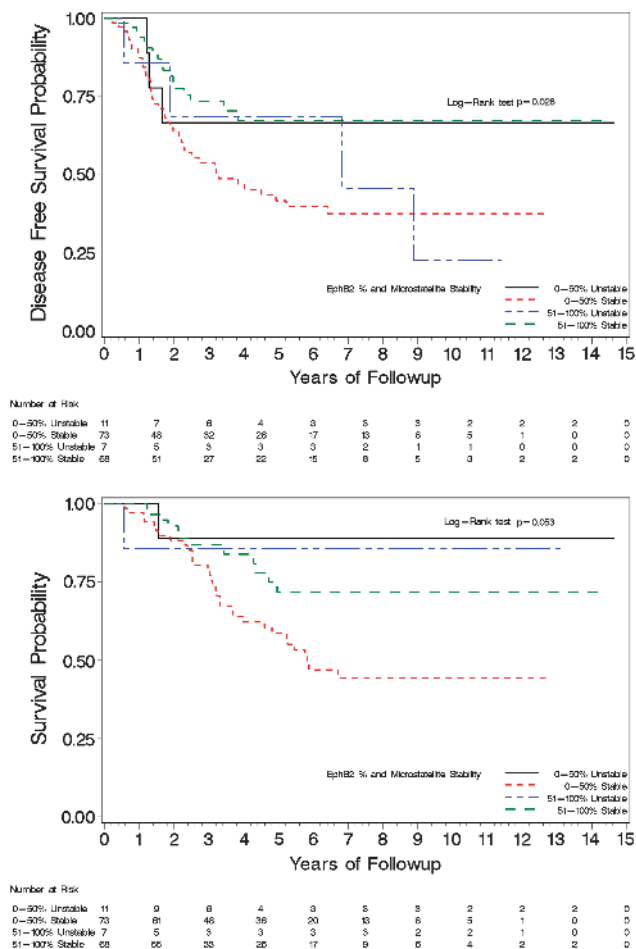 1.00
0.75
0.50
0.25
0.00
Disease Free Survival Probability
Log-Rank test p=0.028
EphB2 % and Microstatelite Stability
0-50% Unstable
0-50% Stable
51-100% Unstable
51-100% Stable
0 1 2 3 4 5 6 7 8 9 10 11 12 13 14 15
Years of Followup
Number at Risk
0-50% Unstable 11 7 6 4 3 3 3 2 2 2 0
0-50% Stable 73 48 32 26 17 13 6 5 1 0 0
51-100% Unstable 7 5 3 3 3 2 1 1 0 0 0
51-100% Stable 68 51 27 22 15 8 5 3 2 2 0
1.00
0.75
0.50
0.25
0.00
Survival Probability
Log-Rank test p=0.053
EphB2 % and Microstatelite Stability
0-50% Unstable
0-50% Stable
51-100% Unstable
51-100% Stable
0 1 2 3 4 5 6 7 8 9 10 11 12 13 14 15
Years of Followup
Number at Risk
0-50% Unstable 11 9 6 4 3 3 3 2 2 2 0
0-50% Stable 73 61 46 36 20 13 6 5 1 0 0
51-100% Unstable 7 5 3 3 3 3 2 2 1 0 0
51-100% Stable 68 56 33 26 17 9 6 4 2 2 0